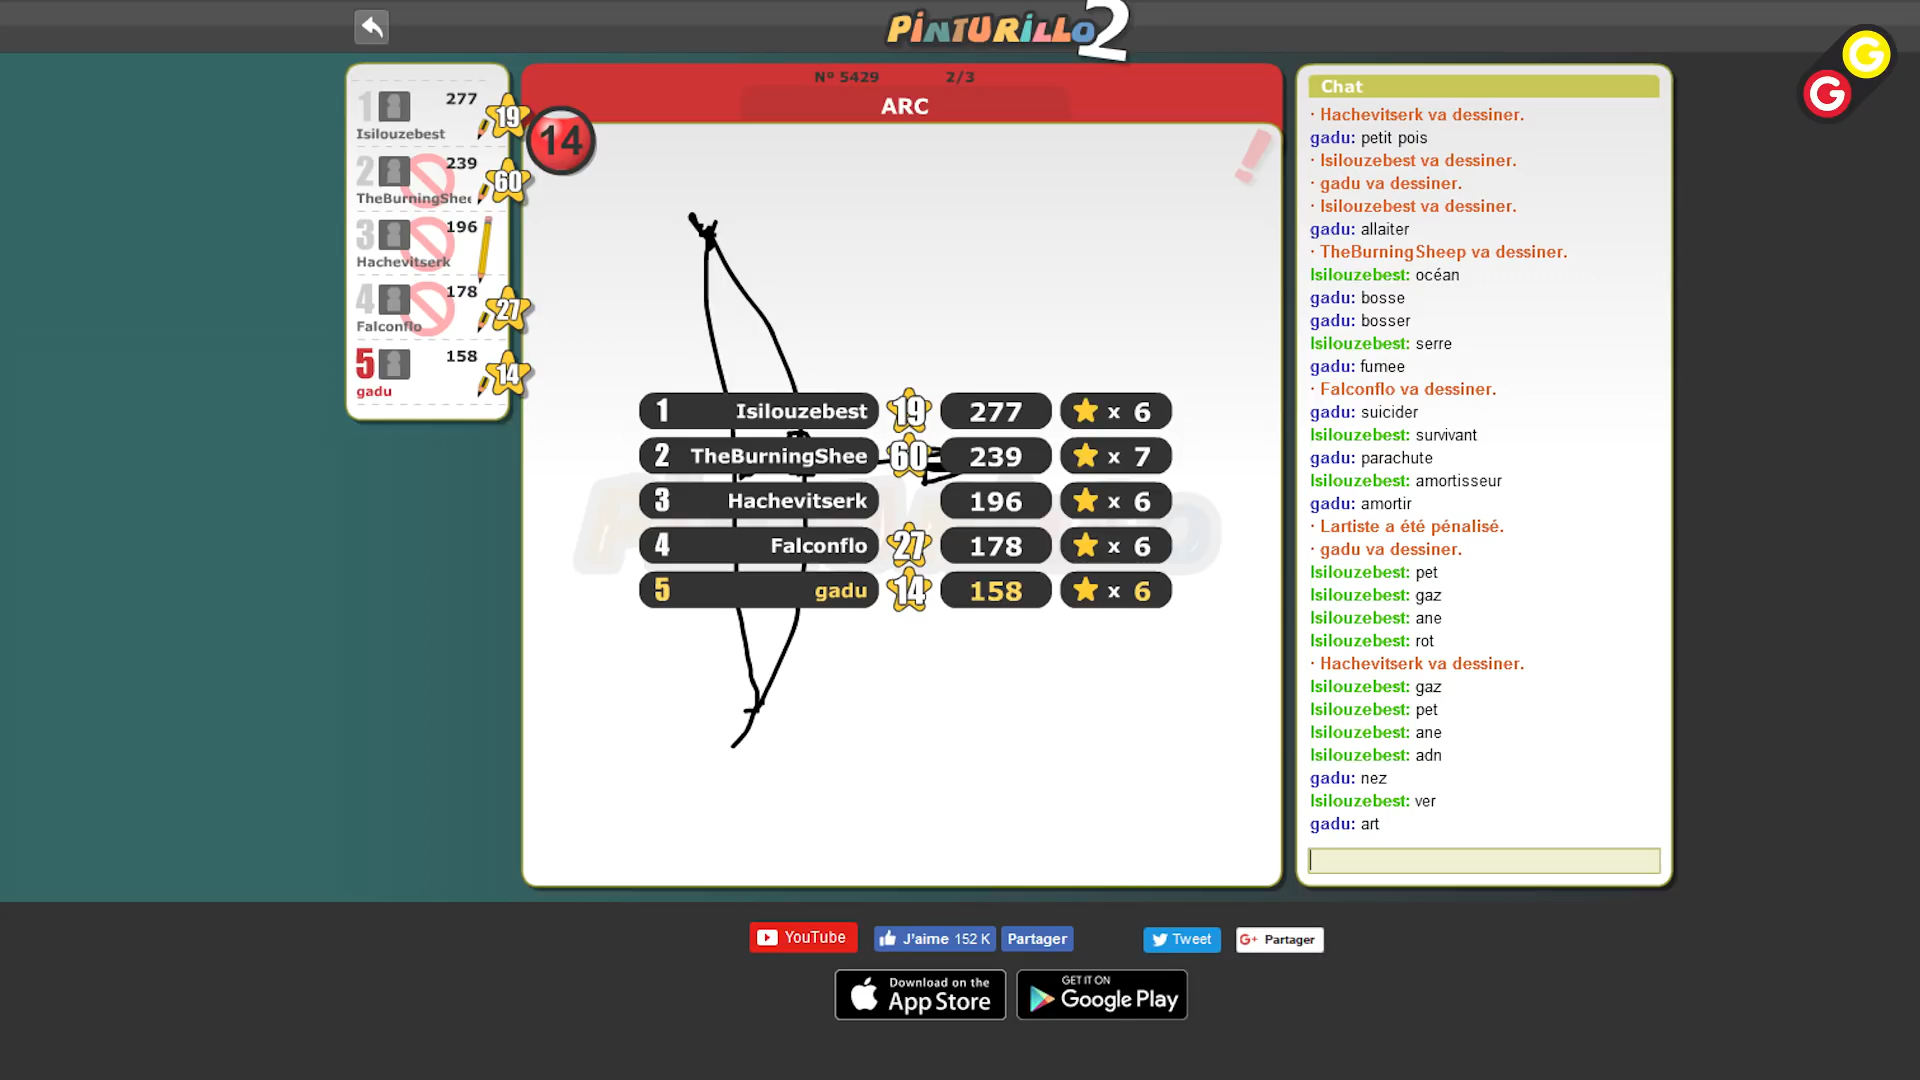 PINTURILLO 2
1 277 19
Isilouzebest
2 239 60
TheBurningShee
3 196
Hachevitserk
4 178 27
Falconflo
5 158 14
gadu
Nº 5429 2/3
ARC
14
1 Isilouzebest 19 277 x 6
2 TheBurningShee 60 239 x 7
3 Hachevitserk 196 x 6
4 Falconflo 27 178 x 6
5 gadu 14 158 x 6
Chat
· Hachevitserk va dessiner.
gadu: petit pois
· Isilouzebest va dessiner.
· gadu va dessiner.
· Isilouzebest va dessiner.
gadu: allaiter
· TheBurningSheep va dessiner.
Isilouzebest: océan
gadu: bosse
gadu: bosser
Isilouzebest: serre
gadu: fumee
· Falconflo va dessiner.
gadu: suicider
Isilouzebest: survivant
gadu: parachute
Isilouzebest: amortisseur
gadu: amortir
· Lartiste a été pénalisé.
· gadu va dessiner.
Isilouzebest: pet
Isilouzebest: gaz
Isilouzebest: ane
Isilouzebest: rot
· Hachevitserk va dessiner.
Isilouzebest: gaz
Isilouzebest: pet
Isilouzebest: ane
Isilouzebest: adn
gadu: nez
Isilouzebest: ver
gadu: art
G
G
YouTube
J'aime 152 K
Partager
Tweet
G+ Partager
Download on the
App Store
GET IT ON
Google Play